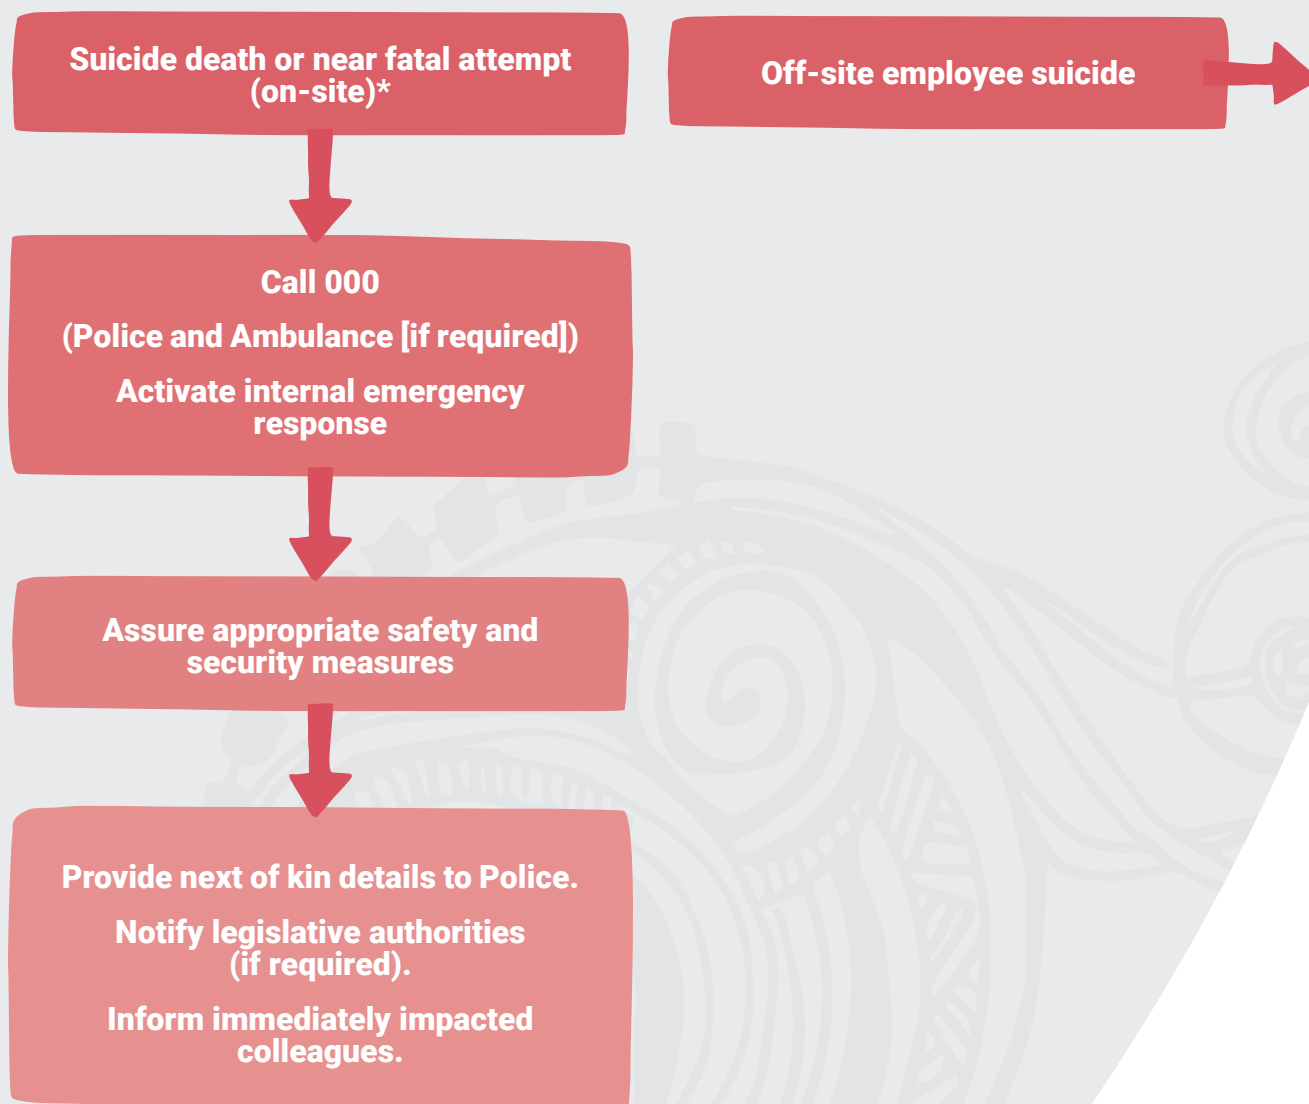 Suicide death or near fatal attempt
(on-site)*
Off-site employee suicide
Call 000
(Police and Ambulance [if required])
Activate internal emergency
response
Assure appropriate safety and
security measures
Provide next of kin details to Police.
Notify legislative authorities
(if required).
Inform immediately impacted
colleagues.